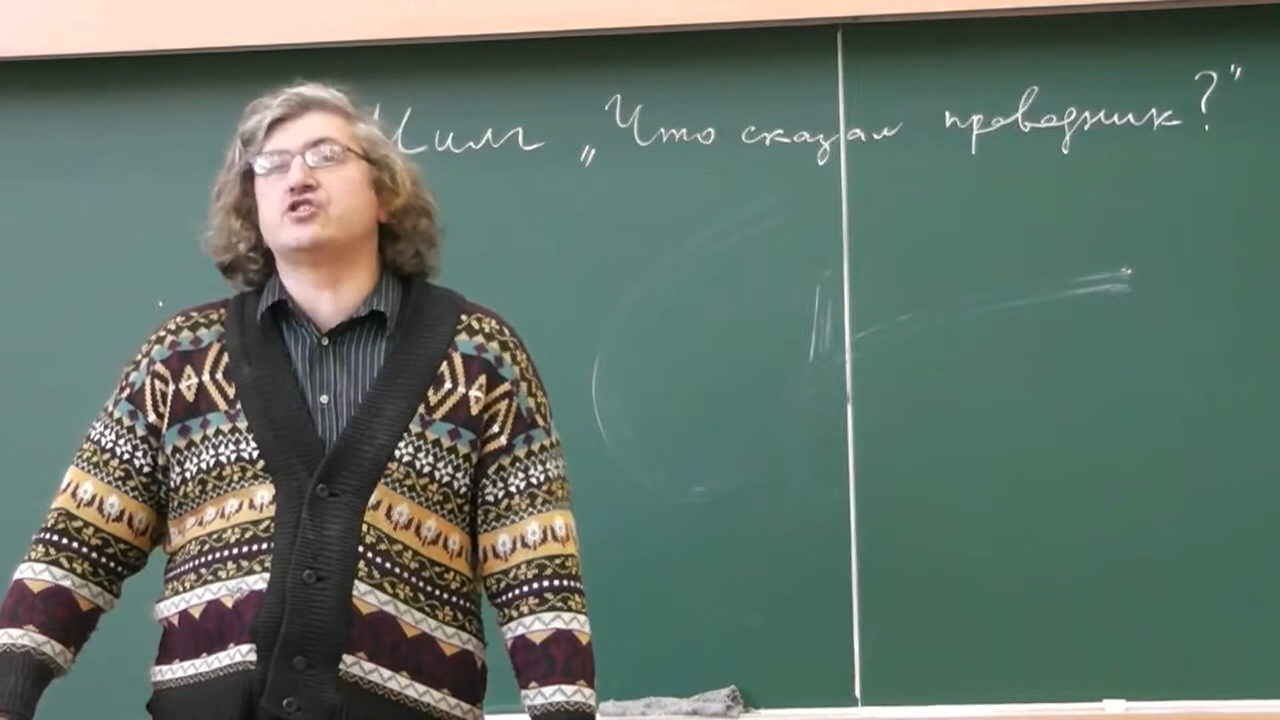 „Что сказал проводник?”